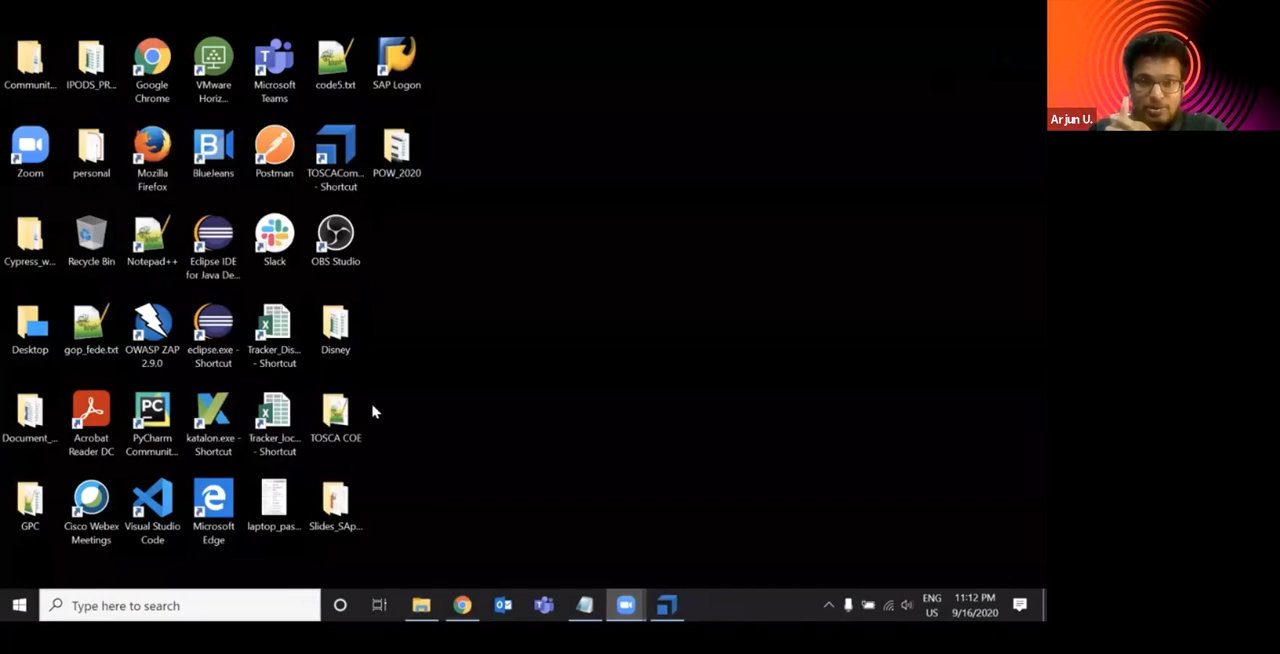 Communit...
IPODS_PR...
Google
Chrome
VMware
Horiz...
Microsoft
Teams
code5.txt
SAP Logon
Arjun U.
Zoom
personal
Mozilla
Firefox
B
BlueJeans
Postman
TOSCACom...
- Shortcut
POW_2020
Cypress_w...
Recycle Bin
Notepad++
Eclipse IDE
for Java De...
Slack
OBS Studio
Desktop
gop_fede.txt
OWASP ZAP
2.9.0
eclipse.exe -
Shortcut
Tracker_Dis...
- Shortcut
Disney
Document_...
Acrobat
Reader DC
PC
PyCharm
Communit...
katalon.exe -
Shortcut
Tracker_loc...
- Shortcut
TOSCA COE
GPC
Cisco Webex
Meetings
Visual Studio
Code
Microsoft
Edge
laptop_pas...
Slides_SAp...
Type here to search
ENG
US
11:12 PM
9/16/2020